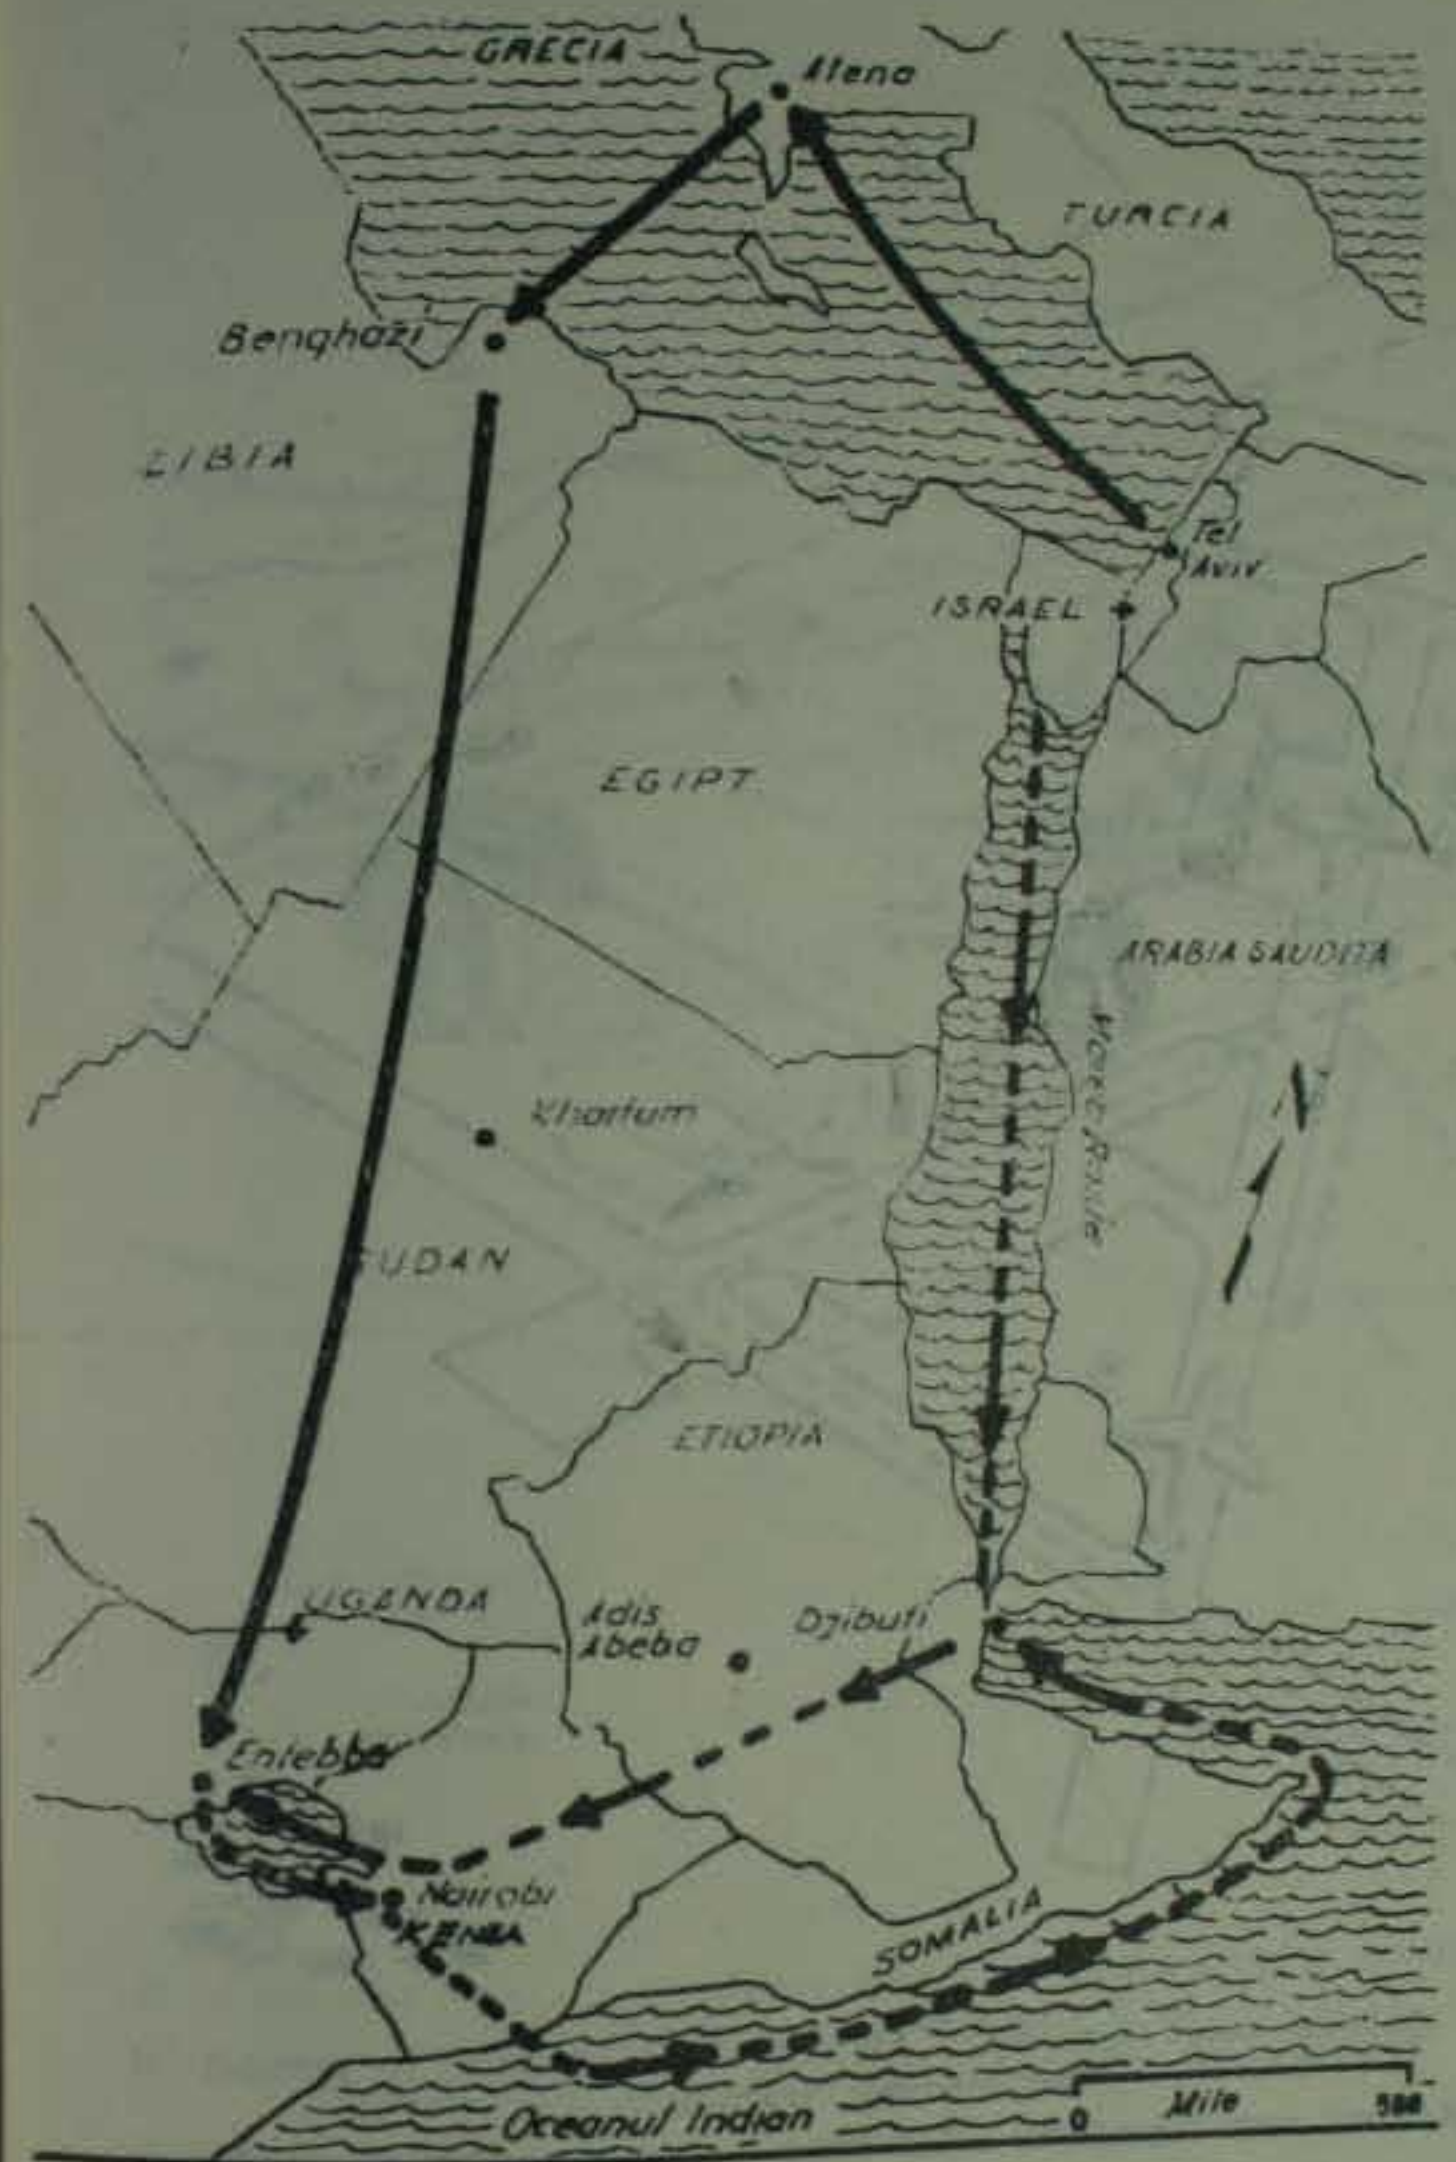 GRECIA
Atena
TURCIA
Benghazi
LIBIA
Tel
Aviv
ISRAEL
EGIPT
ARABIA SAUDITA
Marea Roșie
Khartum
SUDAN
ETIOPIA
UGANDA
Adis
Abeba
Djibuti
Entebbe
Nairobi
KENIA
SOMALIA
Oceanul Indian
0 Mile 500